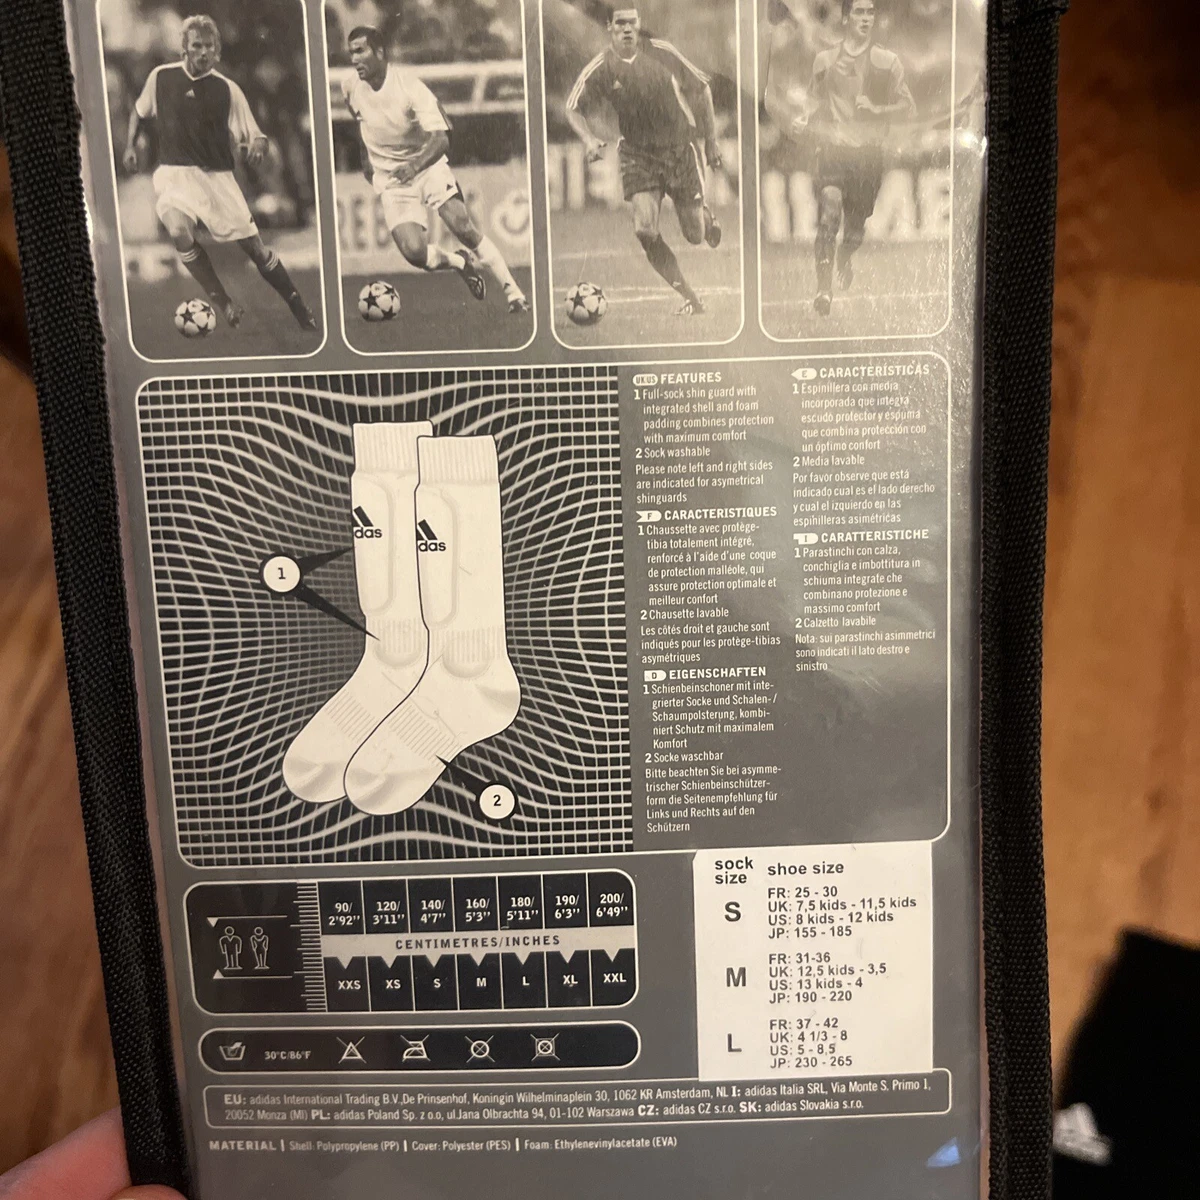 UK/US FEATURES
1 Full-sock shin guard with
integrated shell and foam
padding combines protection
with maximum comfort
2 Sock washable
Please note left and right sides
are indicated for asymetrical
shinguards
F CARACTERISTIQUES
1 Chaussette avec protège-
tibia totalement intégré,
renforcé à l'aide d'une coque
de protection malléole, qui
assure protection optimale et
meilleur confort
2 Chausette lavable
Les côtés droit et gauche sont
indiqués pour les protège-tibias
asymétriques
D EIGENSCHAFTEN
1 Schienbeinschoner mit inte-
grierter Socke und Schalen-/
Schaumpolsterung, kombi-
niert Schutz mit maximalem
Komfort
2 Socke waschbar
Bitte beachten Sie bei asymme-
trischer Schienbeinschützer-
form die Seitenempfehlung für
Links und Rechts auf den
Schützern
E CARACTERÍSTICAS
1 Espinillera con media
incorporada que integra
escudo protector y espuma
que combina protección con
un óptimo confort
2 Media lavable
Por favor observe que está
indicado cual es el lado derecho
y cual el izquierdo en las
espinilleras asimétricas
I CARATTERISTICHE
1 Parastinchi con calza,
conchiglia e imbottitura in
schiuma integrate che
combinano protezione e
massimo comfort
2 Calzetto lavabile
Nota: sui parastinchi asimmetrici
sono indicati il lato destro e
sinistro
das
das
1
2
90/ 120/ 140/ 160/ 180/ 190/ 200/
2'92'' 3'11'' 4'7'' 5'3'' 5'11'' 6'3'' 6'49''
CENTIMETRES/INCHES
XXS XS S M L XL XXL
30°C/86°F
sock size shoe size
S
FR: 25 - 30
UK: 7,5 kids - 11,5 kids
US: 8 kids - 12 kids
JP: 155 - 185
M
FR: 31-36
UK: 12,5 kids - 3,5
US: 13 kids - 4
JP: 190 - 220
L
FR: 37 - 42
UK: 4 1/3 - 8
US: 5 - 8,5
JP: 230 - 265
EU: adidas International Trading B.V.,De Prinsenhof, Koningin Wilhelminaplein 30, 1062 KR Amsterdam, NL I: adidas Italia SRL, Via Monte S. Primo 1,
20052 Monza (MI) PL: adidas Poland Sp. z o.o, ul.Jana Olbrachta 94, 01-102 Warszawa CZ: adidas CZ s.r.o. SK: adidas Slovakia s.r.o.
MATERIAL | Shell: Polypropylene (PP) | Cover: Polyester (PES) | Foam: Ethylenevinylacetate (EVA)